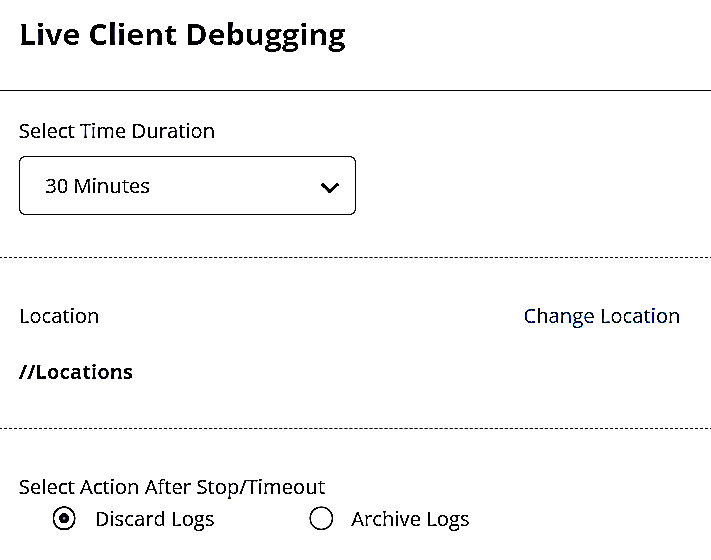 Live Client Debugging
Select Time Duration
30 Minutes
Location Change Location
//Locations
Select Action After Stop/Timeout
Discard Logs Archive Logs